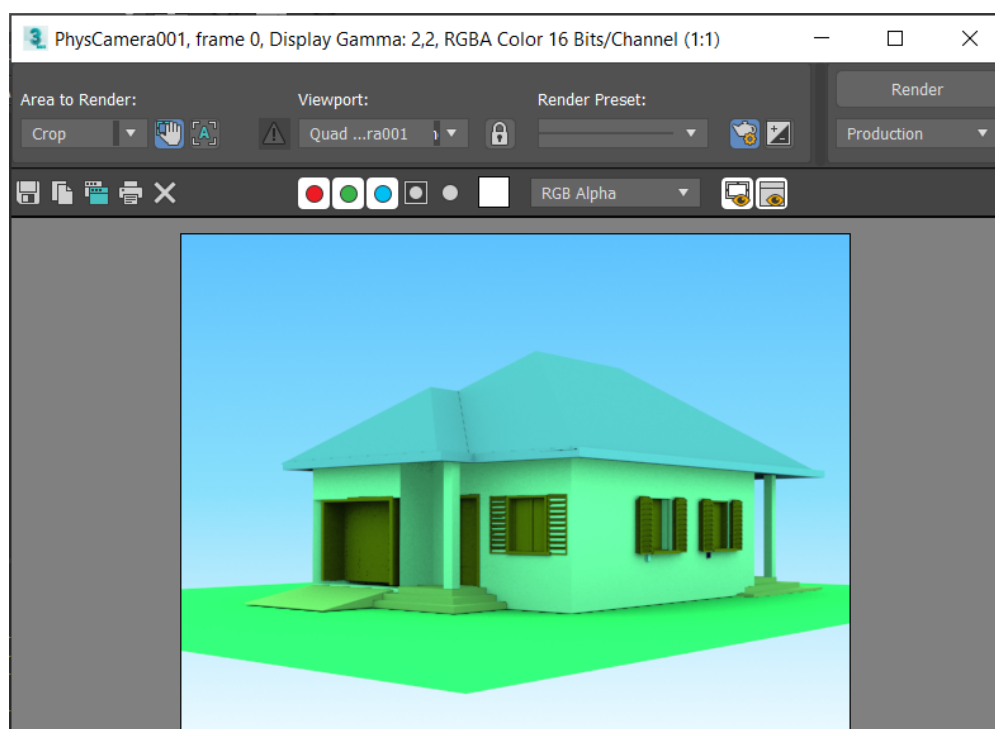 PhysCamera001, frame 0, Display Gamma: 2,2, RGBA Color 16 Bits/Channel (1:1)
Area to Render:
Viewport:
Render Preset:
Render
Crop
Quad ...ra001
Production
RGB Alpha